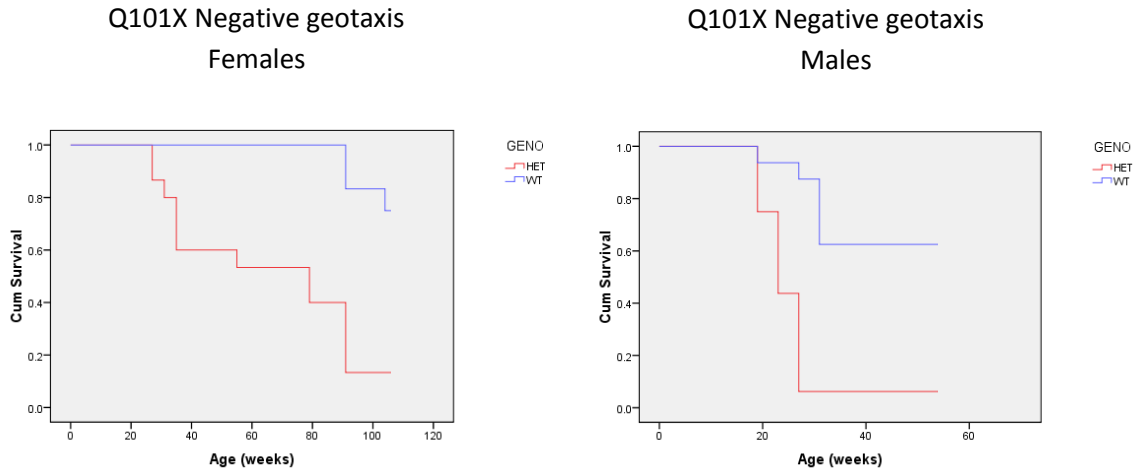 Q101X Negative geotaxis
Females
GENO
HET
WT
1.0
0.8
0.6
0.4
0.2
0.0
Cum Survival
0
20
40
60
80
100
120
Age (weeks)
Q101X Negative geotaxis
Males
GENO
HET
WT
1.0
0.8
0.6
0.4
0.2
0.0
Cum Survival
0
20
40
60
Age (weeks)